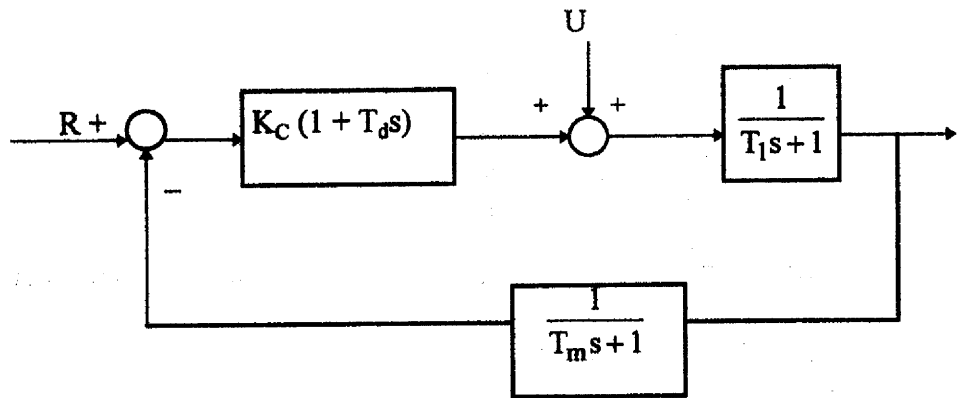 U
R +
K_C (1 + T_d s)
+ +
1
T_1 s + 1
−
1
T_m s + 1